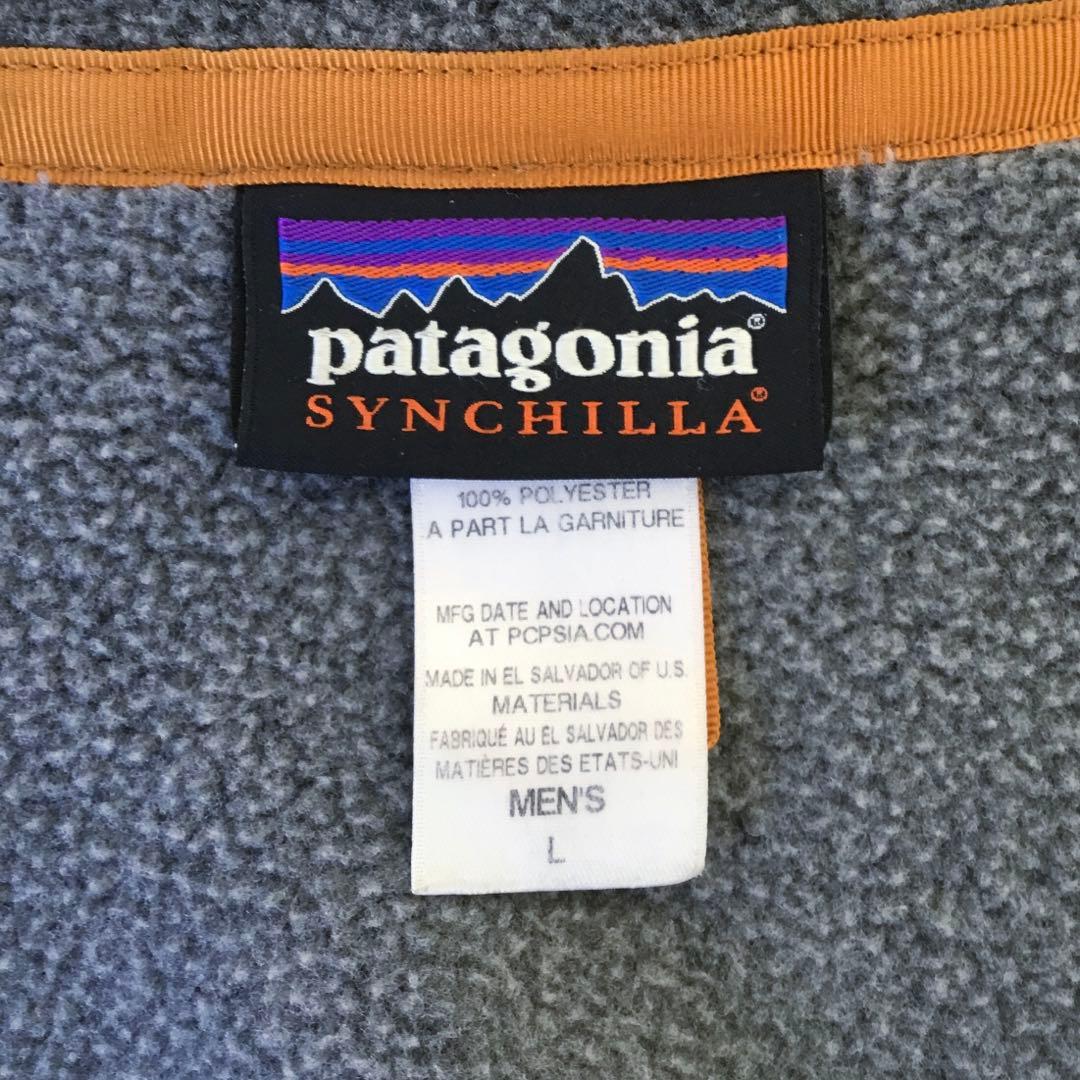 patagonia®
SYNCHILLA®
100% POLYESTER
A PART LA GARNITURE
MFG DATE AND LOCATION
AT PCPSIA.COM
MADE IN EL SALVADOR OF U.S.
MATERIALS
FABRIQUÉ AU EL SALVADOR DES
MATIÈRES DES ETATS-UNI
MEN'S
L